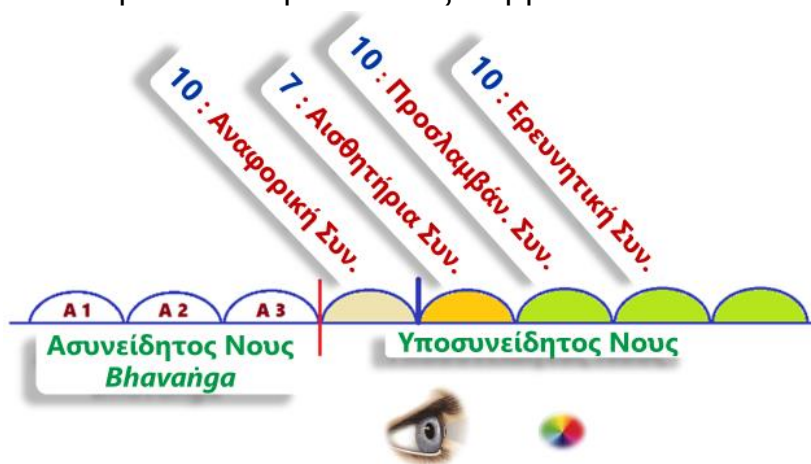 10 : Αναφορική Συν.
7 : Αισθητήρια Συν.
10 : Προσλαμβάν. Συν.
10 : Ερευνητική Συν.
A 1
A 2
A 3
Ασυνείδητος Νους
Bhavaṅga
Υποσυνείδητος Νους